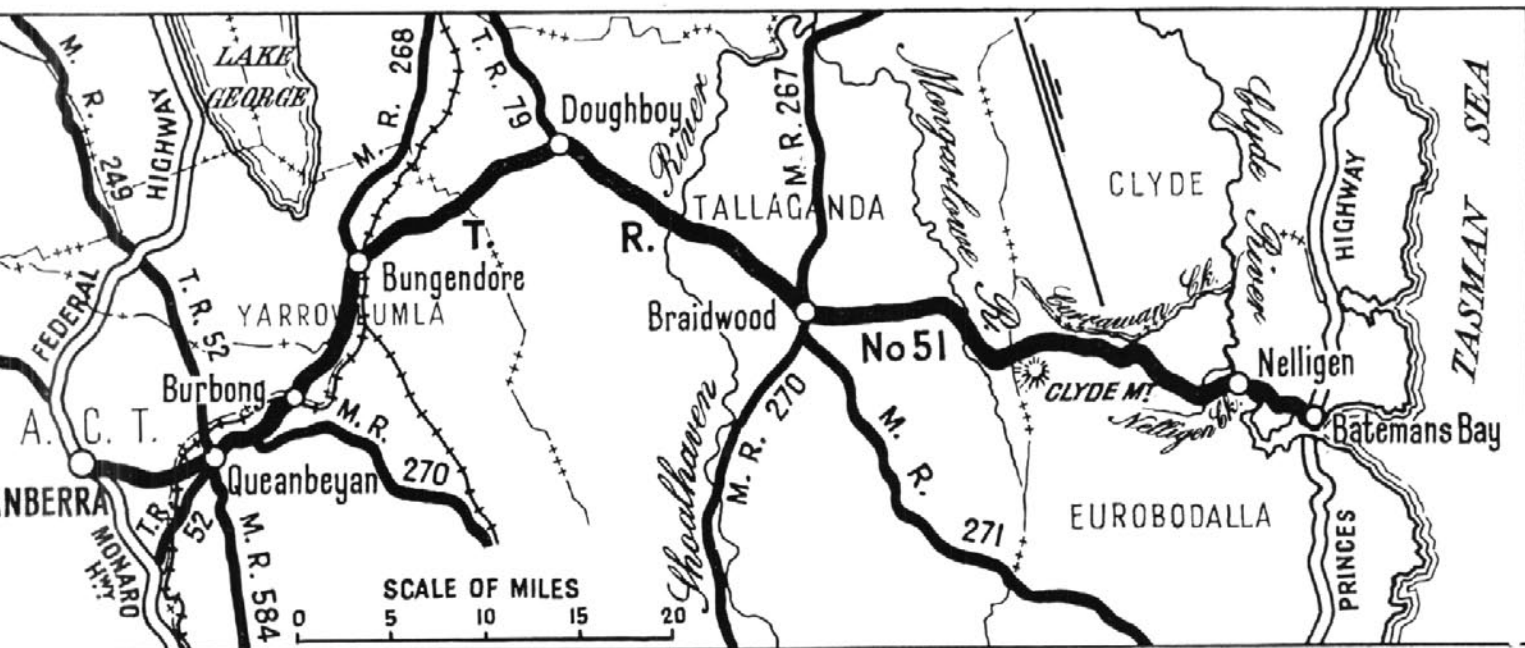 M. R. 249
HIGHWAY
LAKE
GEORGE
M. R. 268
T. R. 79
Doughboy
River
M. R. 267
TALLAGANDA
Mongarlowe R.
CLYDE
Clyde River
HIGHWAY
TASMAN SEA
T. R.
Bungendore
FEDERAL
T. R. 52
YARROWLUMLA
Braidwood
No 51
Currawan Ck.
CLYDE MT
Nelligen
Nelligen Ck.
Batemans Bay
Burbong
M. R. 270
A. C. T.
NBERRA
Queanbeyan
T.R. 52
MONARO
HWY
M. R. 584
Shoalhaven
M. R. 270
M. R. 271
EUROBODALLA
PRINCES
SCALE OF MILES
0 5 10 15 20